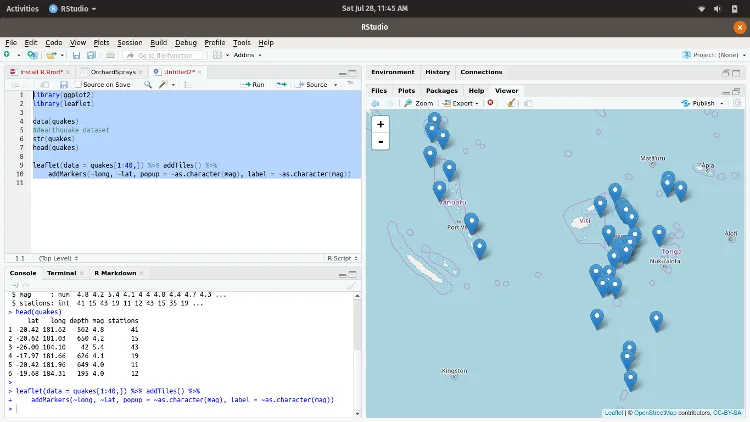 Activities RStudio Sat Jul 28, 11:45 AM
RStudio
File Edit Code View Plots Session Build Debug Profile Tools Help
Go to file/function Addins Project: (None)
Install R.Rmd* OrchardSprays Untitled2*
Source on Save Run Source
1 library(ggplot2)
2 library(leaflet)
3
4 data(quakes)
5 ##earthquake dataset
6 str(quakes)
7 head(quakes)
8
9 leaflet(data = quakes[1:40,]) %>% addTiles() %>%
10 addMarkers(~long, ~lat, popup = ~as.character(mag), label = ~as.character(mag))
11
1:1 (Top Level) R Script
Console Terminal R Markdown
~/
$ mag : num 4.8 4.2 5.4 4.1 4 4 4.8 4.4 4.7 4.3 ...
$ stations: int 41 15 43 19 11 12 43 15 35 19 ...
> head(quakes)
lat long depth mag stations
1 -20.42 181.62 562 4.8 41
2 -20.62 181.03 650 4.2 15
3 -26.00 184.10 42 5.4 43
4 -17.97 181.66 626 4.1 19
5 -20.42 181.96 649 4.0 11
6 -19.68 184.31 195 4.0 12
>
> leaflet(data = quakes[1:40,]) %>% addTiles() %>%
+ addMarkers(~long, ~lat, popup = ~as.character(mag), label = ~as.character(mag))
>
Environment History Connections
Files Plots Packages Help Viewer
Zoom Export Publish
+
-
Matāutu
Apia
Vanuatu
Port
Viti
Alofi
Tonga
Nukuʻalofa
Kingston
Leaflet | © OpenStreetMap contributors, CC-BY-SA